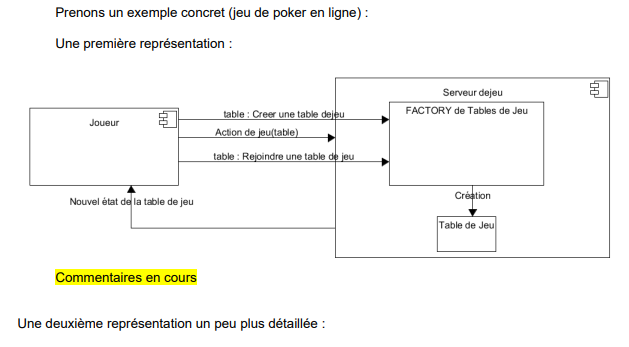 Prenons un exemple concret (jeu de poker en ligne) :
Une première représentation :
Serveur dejeu
Joueur
FACTORY de Tables de Jeu
table : Creer une table dejeu
Action de jeu(table)
table : Rejoindre une table de jeu
Création
Nouvel ètat de la table de jeu
Table de Jeu
Commentaires en cours
Une deuxième représentation un peu plus détaillée :